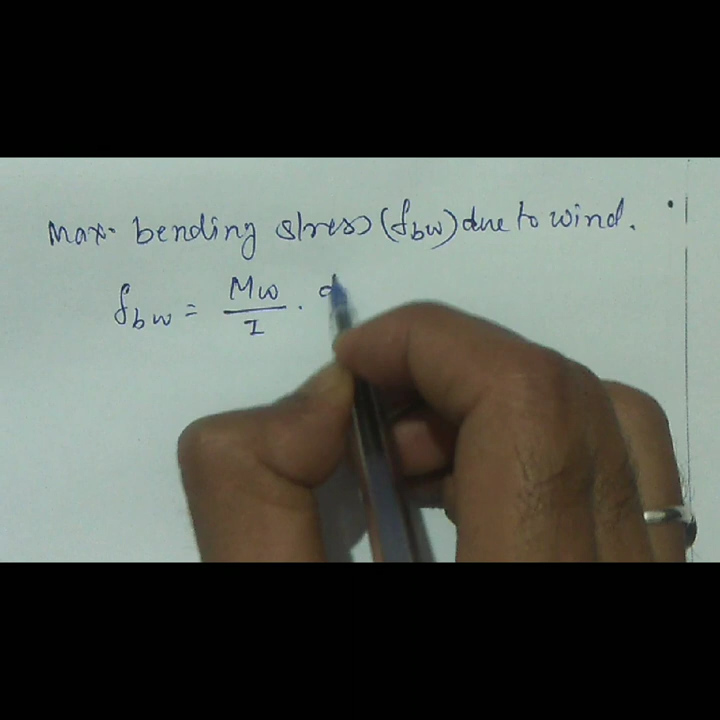 Max. bending stress (fbw) due to wind.
fbw = Mw/I .